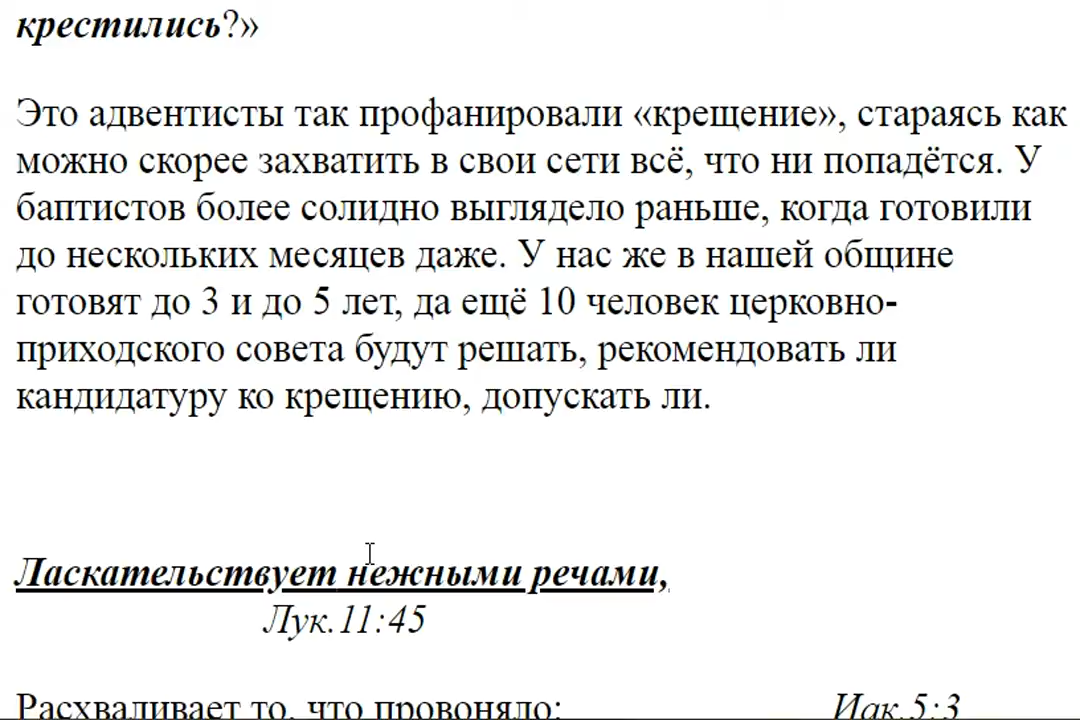 крестились?»
Это адвентисты так профанировали «крещение», стараясь как
можно скорее захватить в свои сети всё, что ни попадётся. У
баптистов более солидно выглядело раньше, когда готовили
до нескольких месяцев даже. У нас же в нашей общине
готовят до 3 и до 5 лет, да ещё 10 человек церковно-
приходского совета будут решать, рекомендовать ли
кандидатуру ко крещению, допускать ли.
Ласкательствует нежными речами,
Лук.11:45
Расхваливает то, что провоняло: Иак.5:3